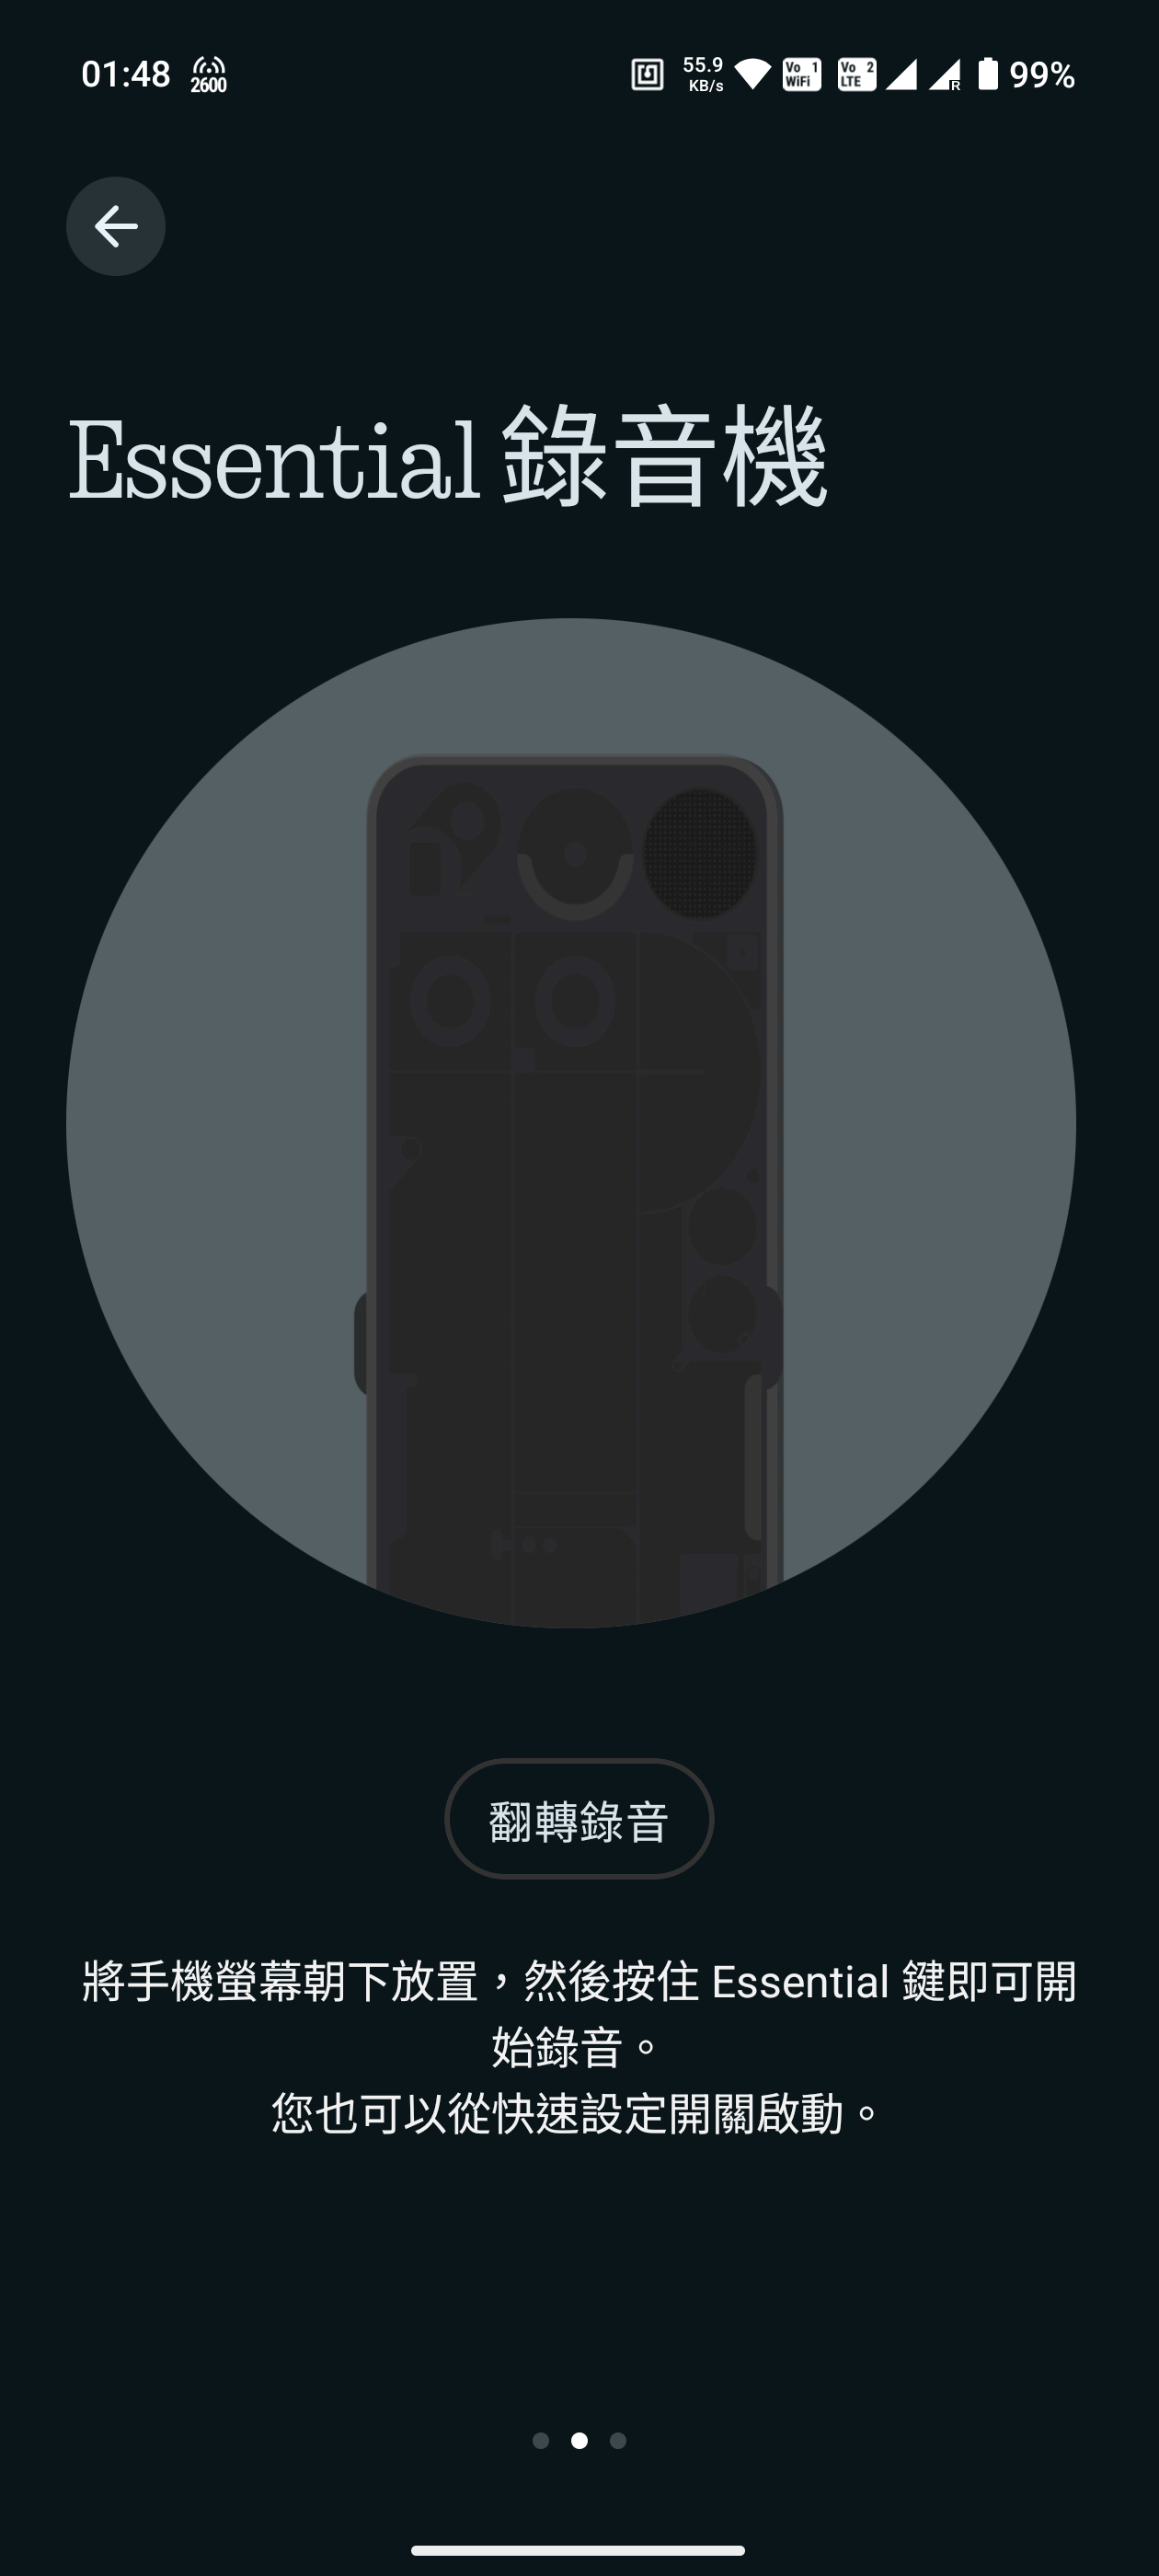 01:48
2600
55.9
KB/s
Vo 1
WiFi
Vo 2
LTE
R
99%
Essential 錄音機
翻轉錄音
將手機螢幕朝下放置，然後按住 Essential 鍵即可開
始錄音。
您也可以從快速設定開關啟動。